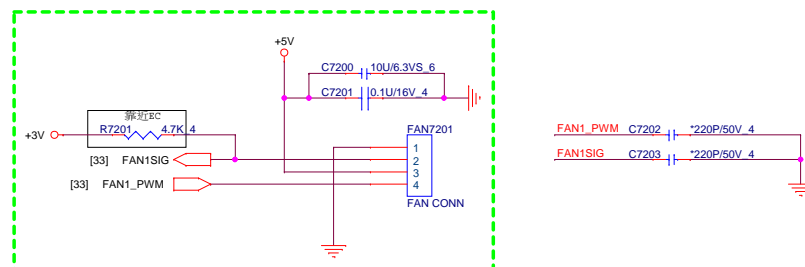 +5V
C7200 10U/6.3VS_6
C7201 0.1U/16V_4
靠近EC
R7201 4.7K_4
+3V
[33] FAN1SIG
[33] FAN1_PWM
FAN7201
1
2
3
4
FAN CONN
FAN1_PWM C7202 *220P/50V_4
FAN1SIG C7203 *220P/50V_4